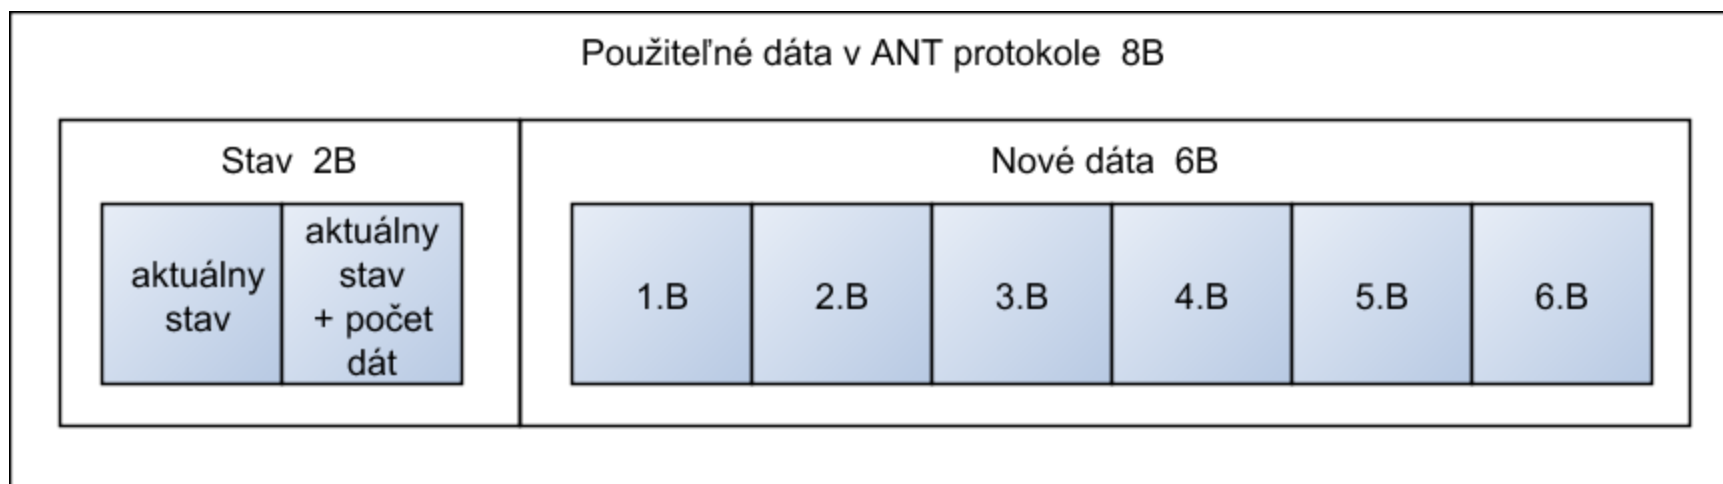 Použiteľné dáta v ANT protokole 8B
Stav 2B
Nové dáta 6B
aktuálny
stav
aktuálny
stav
+ počet
dát
1.B
2.B
3.B
4.B
5.B
6.B